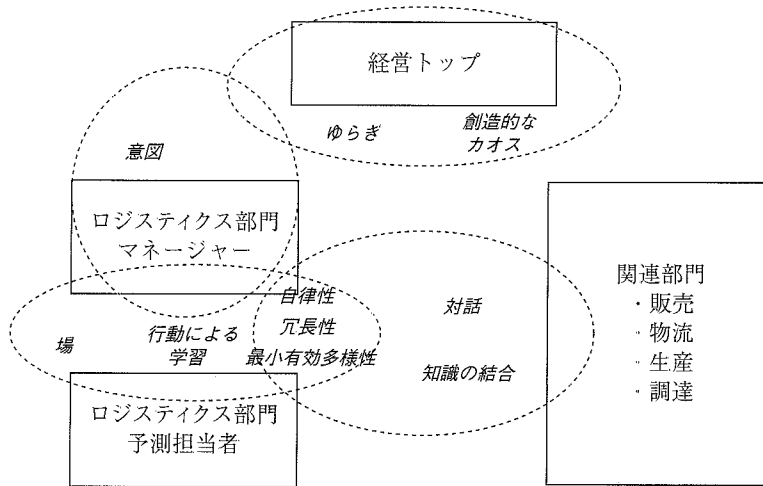 経営トップ
ゆらぎ
創造的な
カオス
意図
ロジスティクス部門
マネージャー
自律性
冗長性
最小有効多様性
場
行動による
学習
対話
知識の結合
関連部門
・販売
・物流
・生産
・調達
ロジスティクス部門
予測担当者